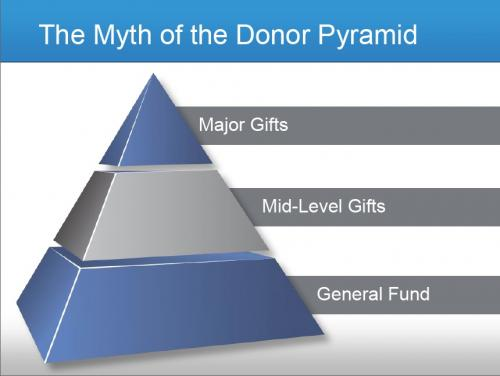 The Myth of the Donor Pyramid
Major Gifts
Mid-Level Gifts
General Fund